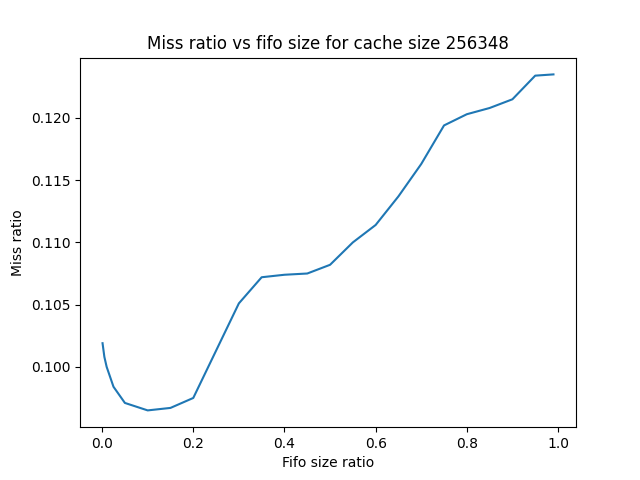 Miss ratio vs fifo size for cache size 256348
0.120
0.115
0.110
0.105
0.100
Miss ratio
0.0 0.2 0.4 0.6 0.8 1.0
Fifo size ratio